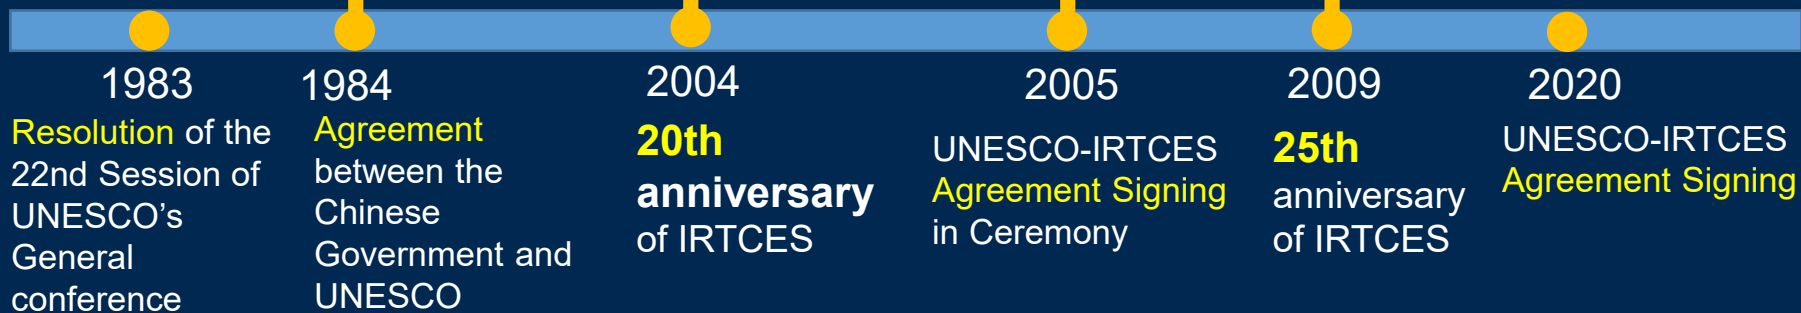 1983
Resolution of the
22nd Session of
UNESCO’s
General
conference
1984
Agreement
between the
Chinese
Government and
UNESCO
2004
20th
anniversary
of IRTCES
2005
UNESCO-IRTCES
Agreement Signing
in Ceremony
2009
25th
anniversary
of IRTCES
2020
UNESCO-IRTCES
Agreement Signing